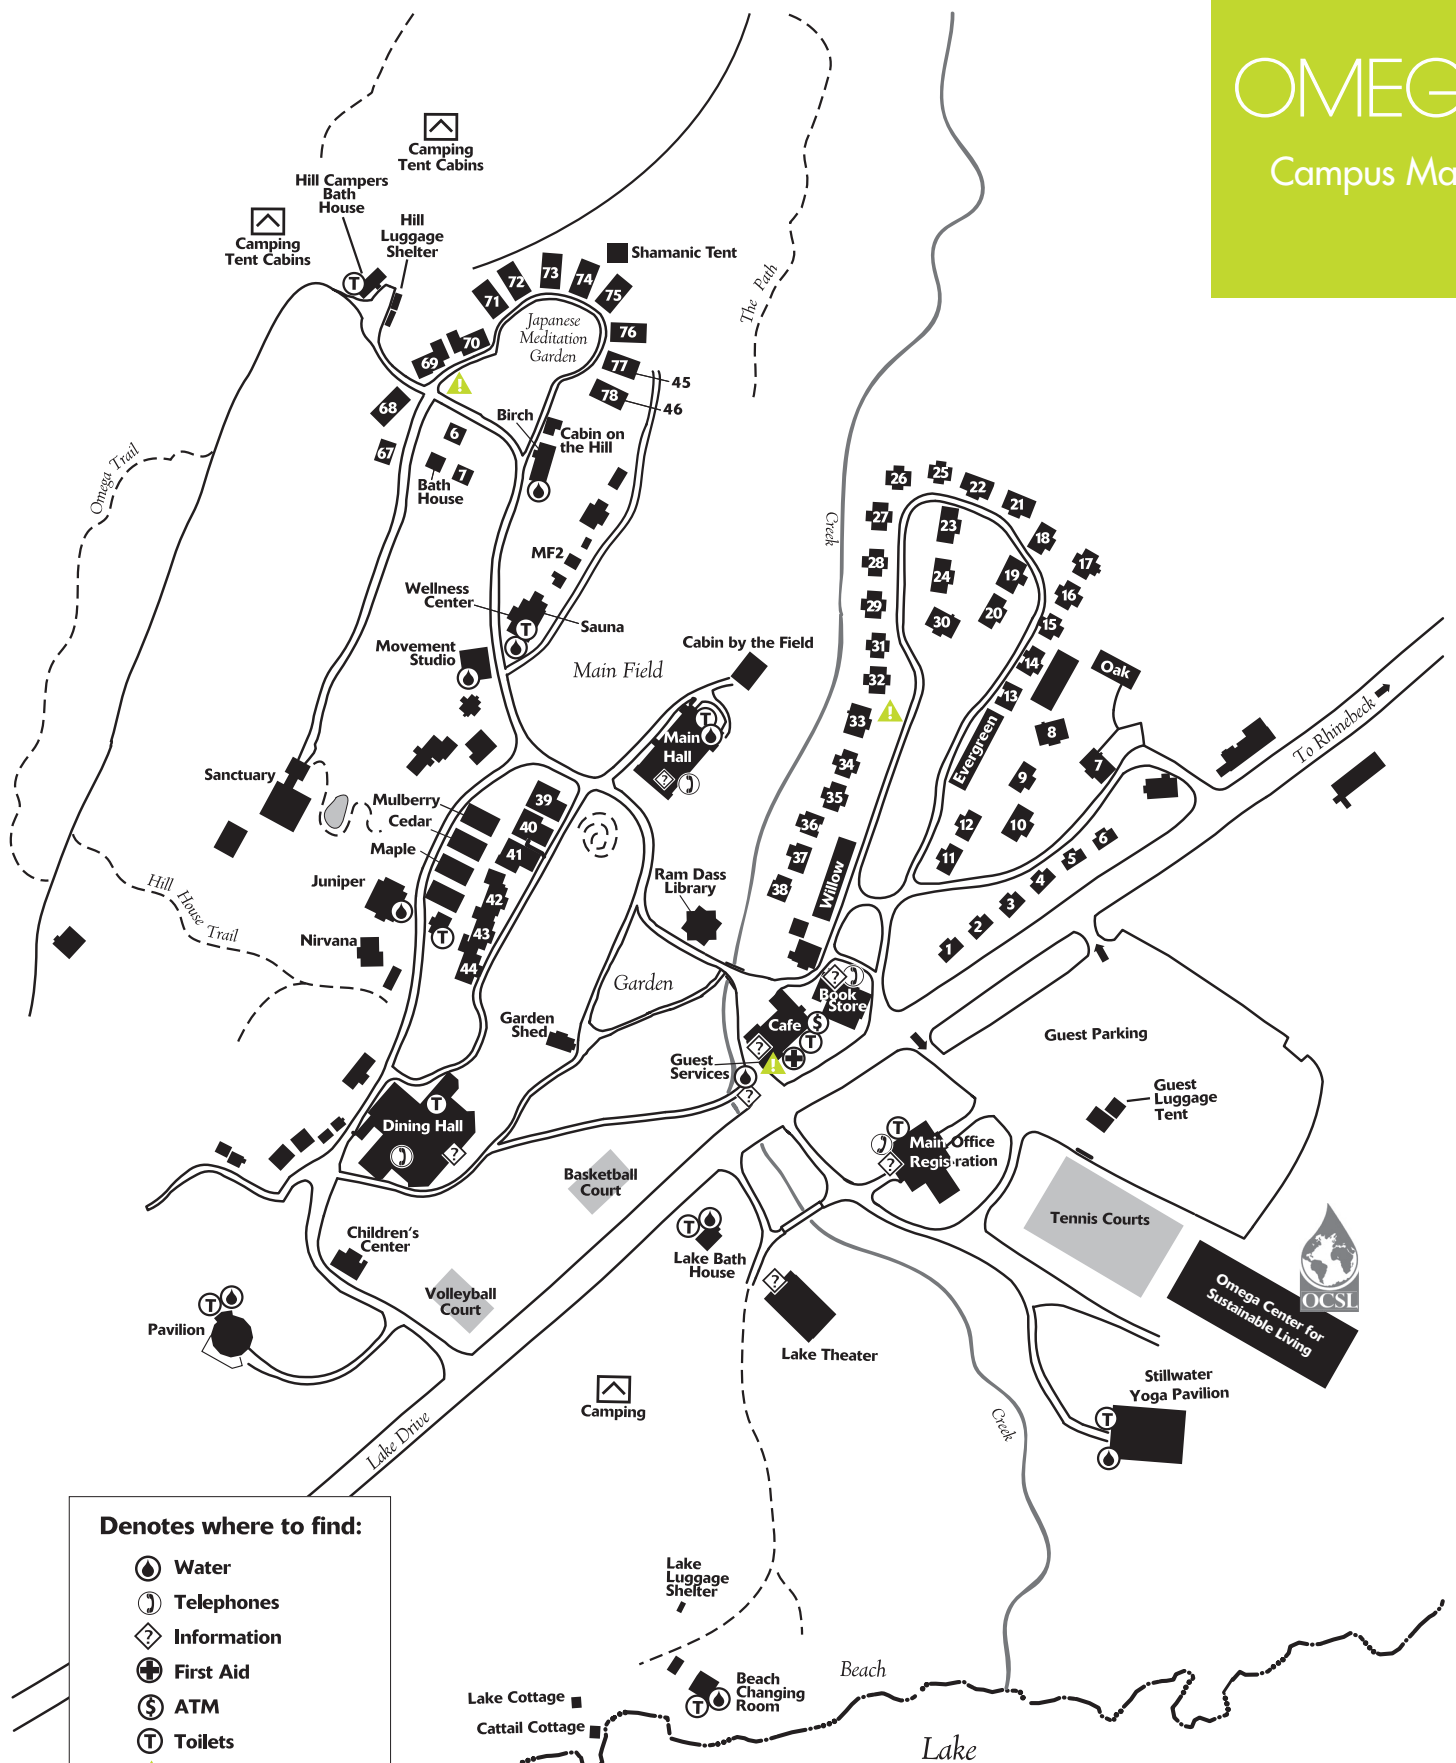 OMEG
Campus Ma
Camping
Tent Cabins
Hill Campers
Bath
House
Camping
Tent Cabins
Hill
Luggage
Shelter
Shamanic Tent
The Path
71
72
73
74
75
76
77
78
45
46
Japanese
Meditation
Garden
70
69
68
67
6
7
Bath
House
Birch
Cabin on
the Hill
Omega Trail
MF2
Wellness
Center
Sauna
Movement
Studio
Main Field
Cabin by the Field
Main
Hall
Creek
26
25
22
21
27
23
18
28
24
19
17
29
20
16
30
15
31
14
32
13
33
Oak
8
Evergreen
7
34
9
35
36
12
10
37
11
38
Willow
6
5
4
3
2
1
To Rhinebeck
Sanctuary
Mulberry
Cedar
Maple
39
40
41
42
43
44
Juniper
Nirvana
Hill House Trail
Ram Dass
Library
Garden
Garden
Shed
Book
Store
Cafe
Guest
Services
Guest Parking
Guest
Luggage
Tent
Dining Hall
Main Office
Regis ration
Basketball
Court
Tennis Courts
Children's
Center
Volleyball
Court
Lake Bath
House
Pavilion
Lake Theater
OCSL
Omega Center for
Sustainable Living
Stillwater
Yoga Pavilion
Camping
Lake Drive
Creek
Denotes where to find:
Water
Telephones
Information
First Aid
ATM
Toilets
Lake
Luggage
Shelter
Beach
Changing
Room
Beach
Lake Cottage
Cattail Cottage
Lake